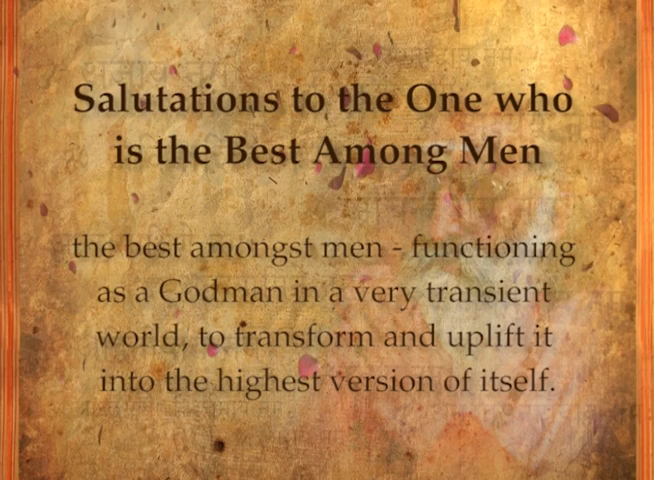 Salutations to the One who
is the Best Among Men
the best amongst men - functioning
as a Godman in a very transient
world, to transform and uplift it
into the highest version of itself.